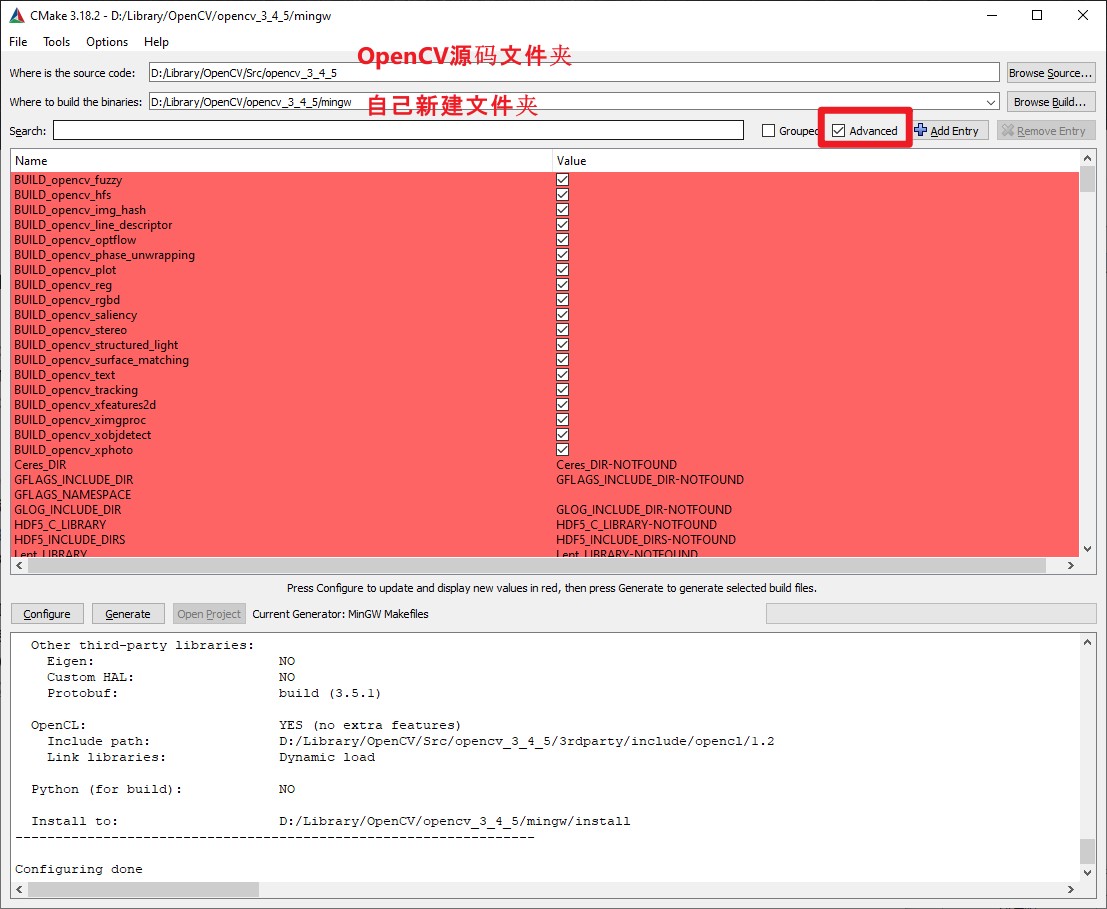 CMake 3.18.2 - D:/Library/OpenCV/opencv_3_4_5/mingw
File Tools Options Help
OpenCV源码文件夹
Where is the source code: D:/Library/OpenCV/Src/opencv_3_4_5 Browse Source...
Where to build the binaries: D:/Library/OpenCV/opencv_3_4_5/mingw 自己新建文件夹 Browse Build...
Search: Grouped Advanced Add Entry Remove Entry
Name Value
BUILD_opencv_fuzzy
BUILD_opencv_hfs
BUILD_opencv_img_hash
BUILD_opencv_line_descriptor
BUILD_opencv_optflow
BUILD_opencv_phase_unwrapping
BUILD_opencv_plot
BUILD_opencv_reg
BUILD_opencv_rgbd
BUILD_opencv_saliency
BUILD_opencv_stereo
BUILD_opencv_structured_light
BUILD_opencv_surface_matching
BUILD_opencv_text
BUILD_opencv_tracking
BUILD_opencv_xfeatures2d
BUILD_opencv_ximgproc
BUILD_opencv_xobjdetect
BUILD_opencv_xphoto
Ceres_DIR Ceres_DIR-NOTFOUND
GFLAGS_INCLUDE_DIR GFLAGS_INCLUDE_DIR-NOTFOUND
GFLAGS_NAMESPACE
GLOG_INCLUDE_DIR GLOG_INCLUDE_DIR-NOTFOUND
HDF5_C_LIBRARY HDF5_C_LIBRARY-NOTFOUND
HDF5_INCLUDE_DIRS HDF5_INCLUDE_DIRS-NOTFOUND
Lept_LIBRARY Lept_LIBRARY-NOTFOUND
Press Configure to update and display new values in red, then press Generate to generate selected build files.
Configure Generate Open Project Current Generator: MinGW Makefiles
Other third-party libraries:
Eigen: NO
Custom HAL: NO
Protobuf: build (3.5.1)
OpenCL: YES (no extra features)
Include path: D:/Library/OpenCV/Src/opencv_3_4_5/3rdparty/include/opencl/1.2
Link libraries: Dynamic load
Python (for build): NO
Install to: D:/Library/OpenCV/opencv_3_4_5/mingw/install
-----------------------------------------------------------------
Configuring done